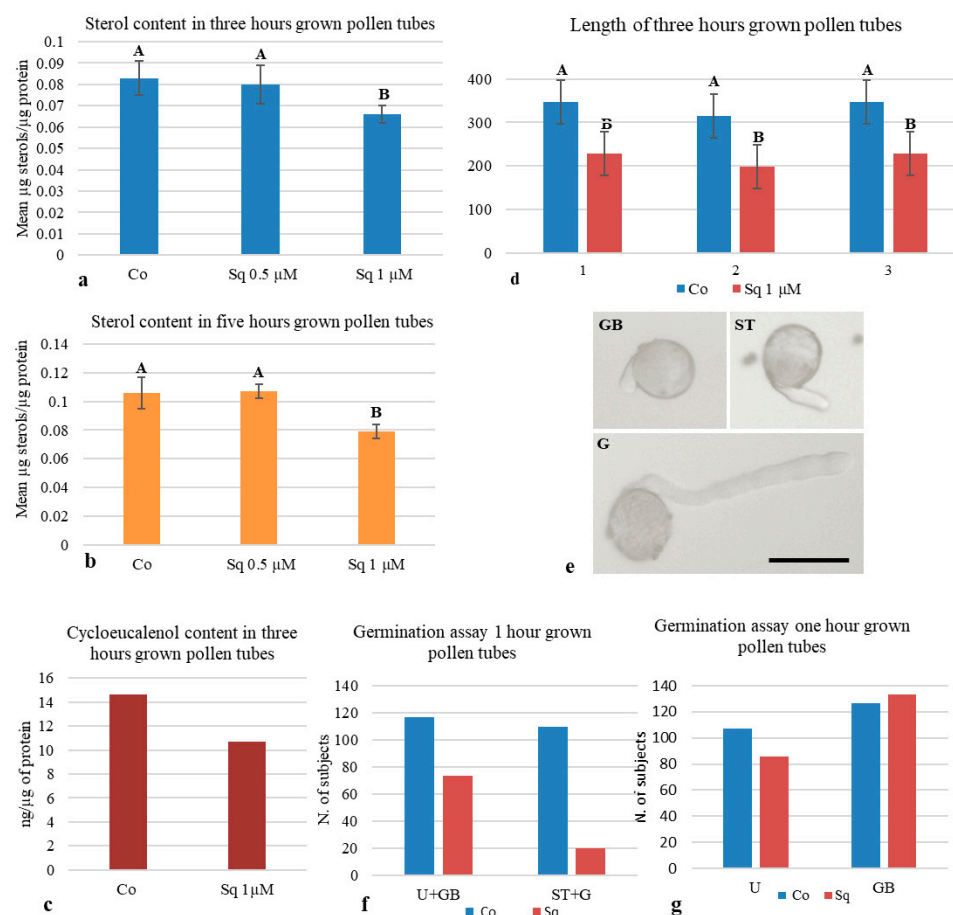 Sterol content in three hours grown pollen tubes
0.1
0.09
0.08
0.07
0.06
0.05
0.04
0.03
0.02
0.01
0
Mean µg sterols/µg protein
A
A
B
Co
Sq 0.5 µM
Sq 1 µM
a
Length of three hours grown pollen tubes
400
300
200
100
0
A
B
A
B
A
B
1
2
3
d
Co
Sq 1 µM
Sterol content in five hours grown pollen tubes
0.14
0.12
0.1
0.08
0.06
0.04
0.02
0
Mean µg sterols/µg protein
A
A
B
Co
Sq 0.5 µM
Sq 1 µM
b
GB
ST
G
e
Cycloeucalenol content in three
hours grown pollen tubes
16
14
12
10
8
6
4
2
0
ng/µg of protein
Co
Sq 1µM
c
Germination assay 1 hour grown
pollen tubes
140
120
100
80
60
40
20
0
N. of subjects
U+GB
ST+G
f
Co
Sq
Germination assay one hour grown
pollen tubes
140
120
100
80
60
40
20
0
N. of subjects
U
GB
Co
Sq
g